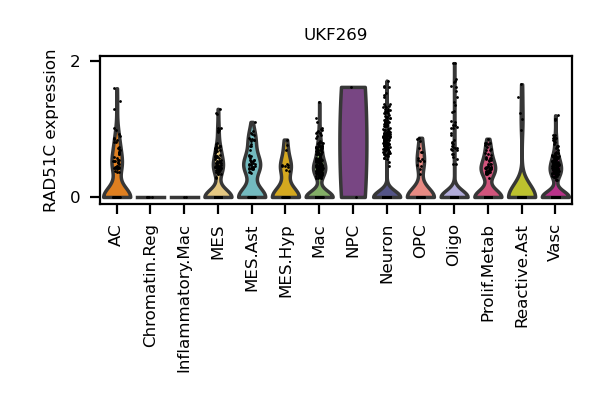 UKF269
RAD51C expression
2
0
AC
Chromatin.Reg
Inflammatory.Mac
MES
MES.Ast
MES.Hyp
Mac
NPC
Neuron
OPC
Oligo
Prolif.Metab
Reactive.Ast
Vasc